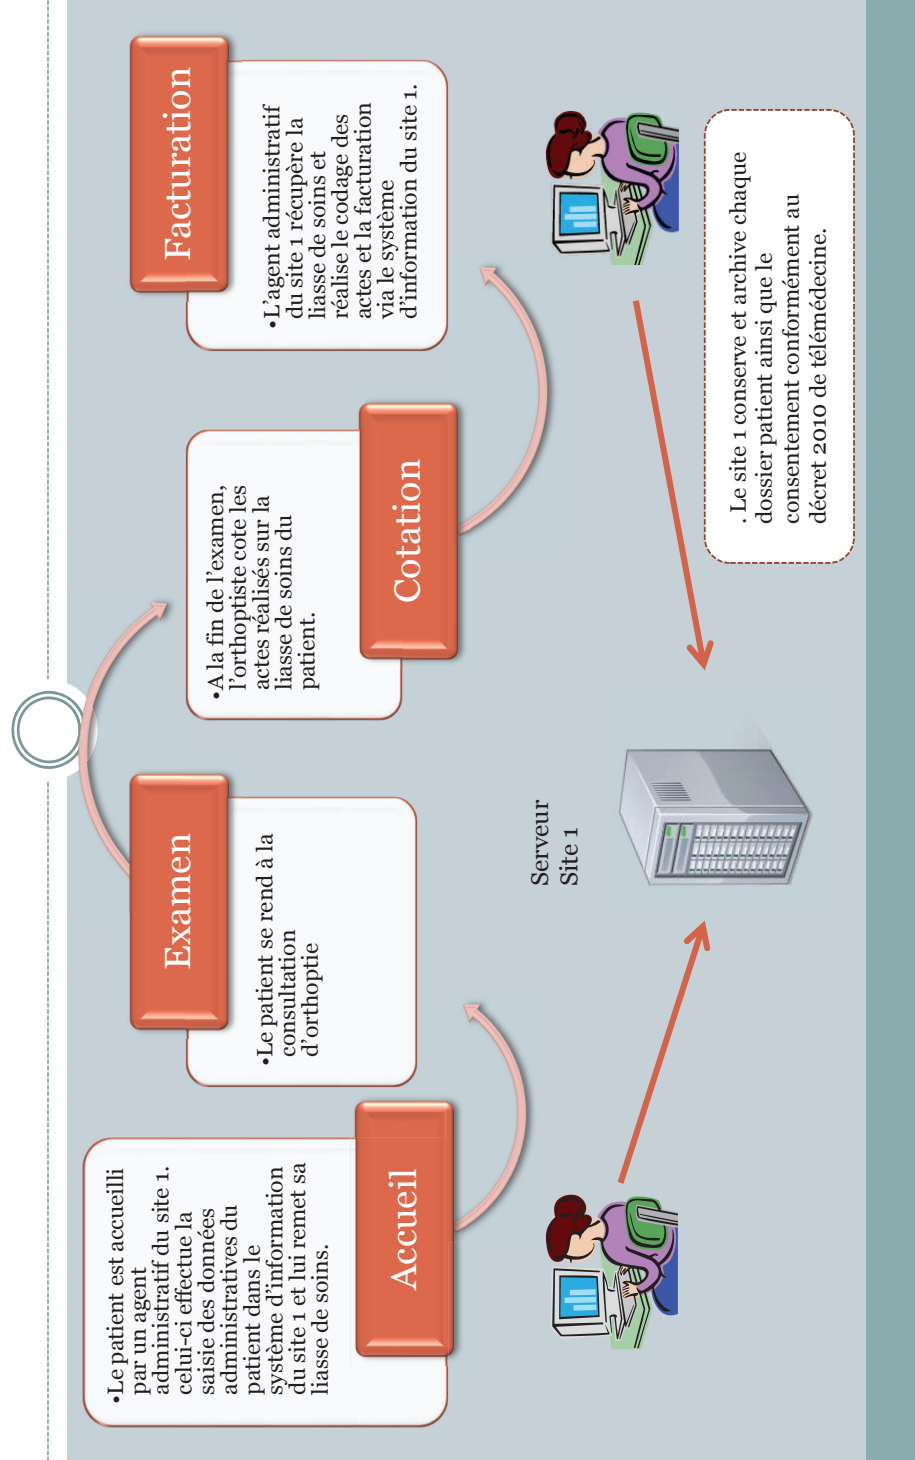 •Le patient est accueilli
par un agent
administratif du site 1.
celui-ci effectue la
saisie des données
administratives du
patient dans le
système d'information
du site 1 et lui remet sa
liasse de soins.
Accueil
Examen
•Le patient se rend à la
consultation
d'orthoptie
•A la fin de l'examen,
l'orthoptiste cote les
actes réalisés sur la
liasse de soins du
patient.
Cotation
Facturation
•L'agent administratif
du site 1 récupère la
liasse de soins et
réalise le codage des
actes et la facturation
via le système
d'information du site 1.
Serveur
Site 1
. Le site 1 conserve et archive chaque
dossier patient ainsi que le
consentement conformément au
décret 2010 de télémédecine.